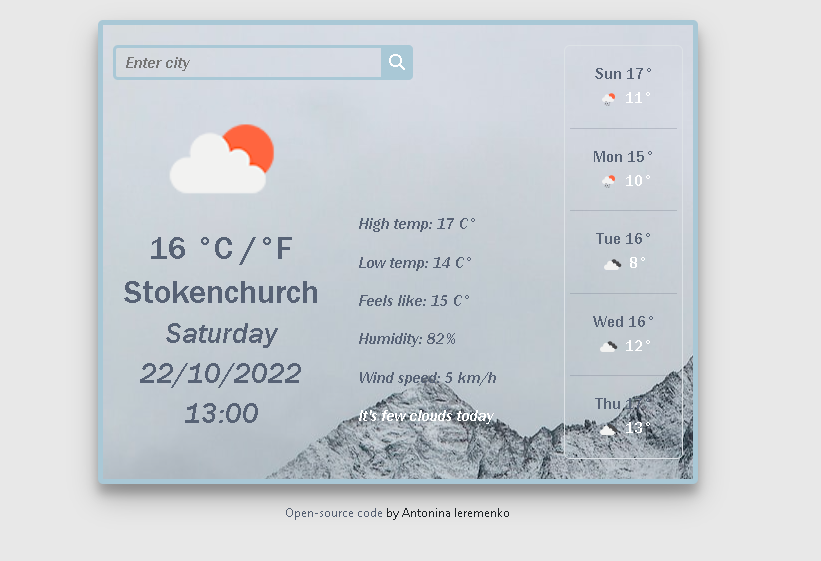 Enter city
16 °C /°F
Stokenchurch
Saturday
22/10/2022
13:00
High temp: 17 C°
Low temp: 14 C°
Feels like: 15 C°
Humidity: 82%
Wind speed: 5 km/h
It's few clouds today
Sun 17°
11°
Mon 15°
10°
Tue 16°
8°
Wed 16°
12°
Thu
13°
Open-source code by Antonina Ieremenko